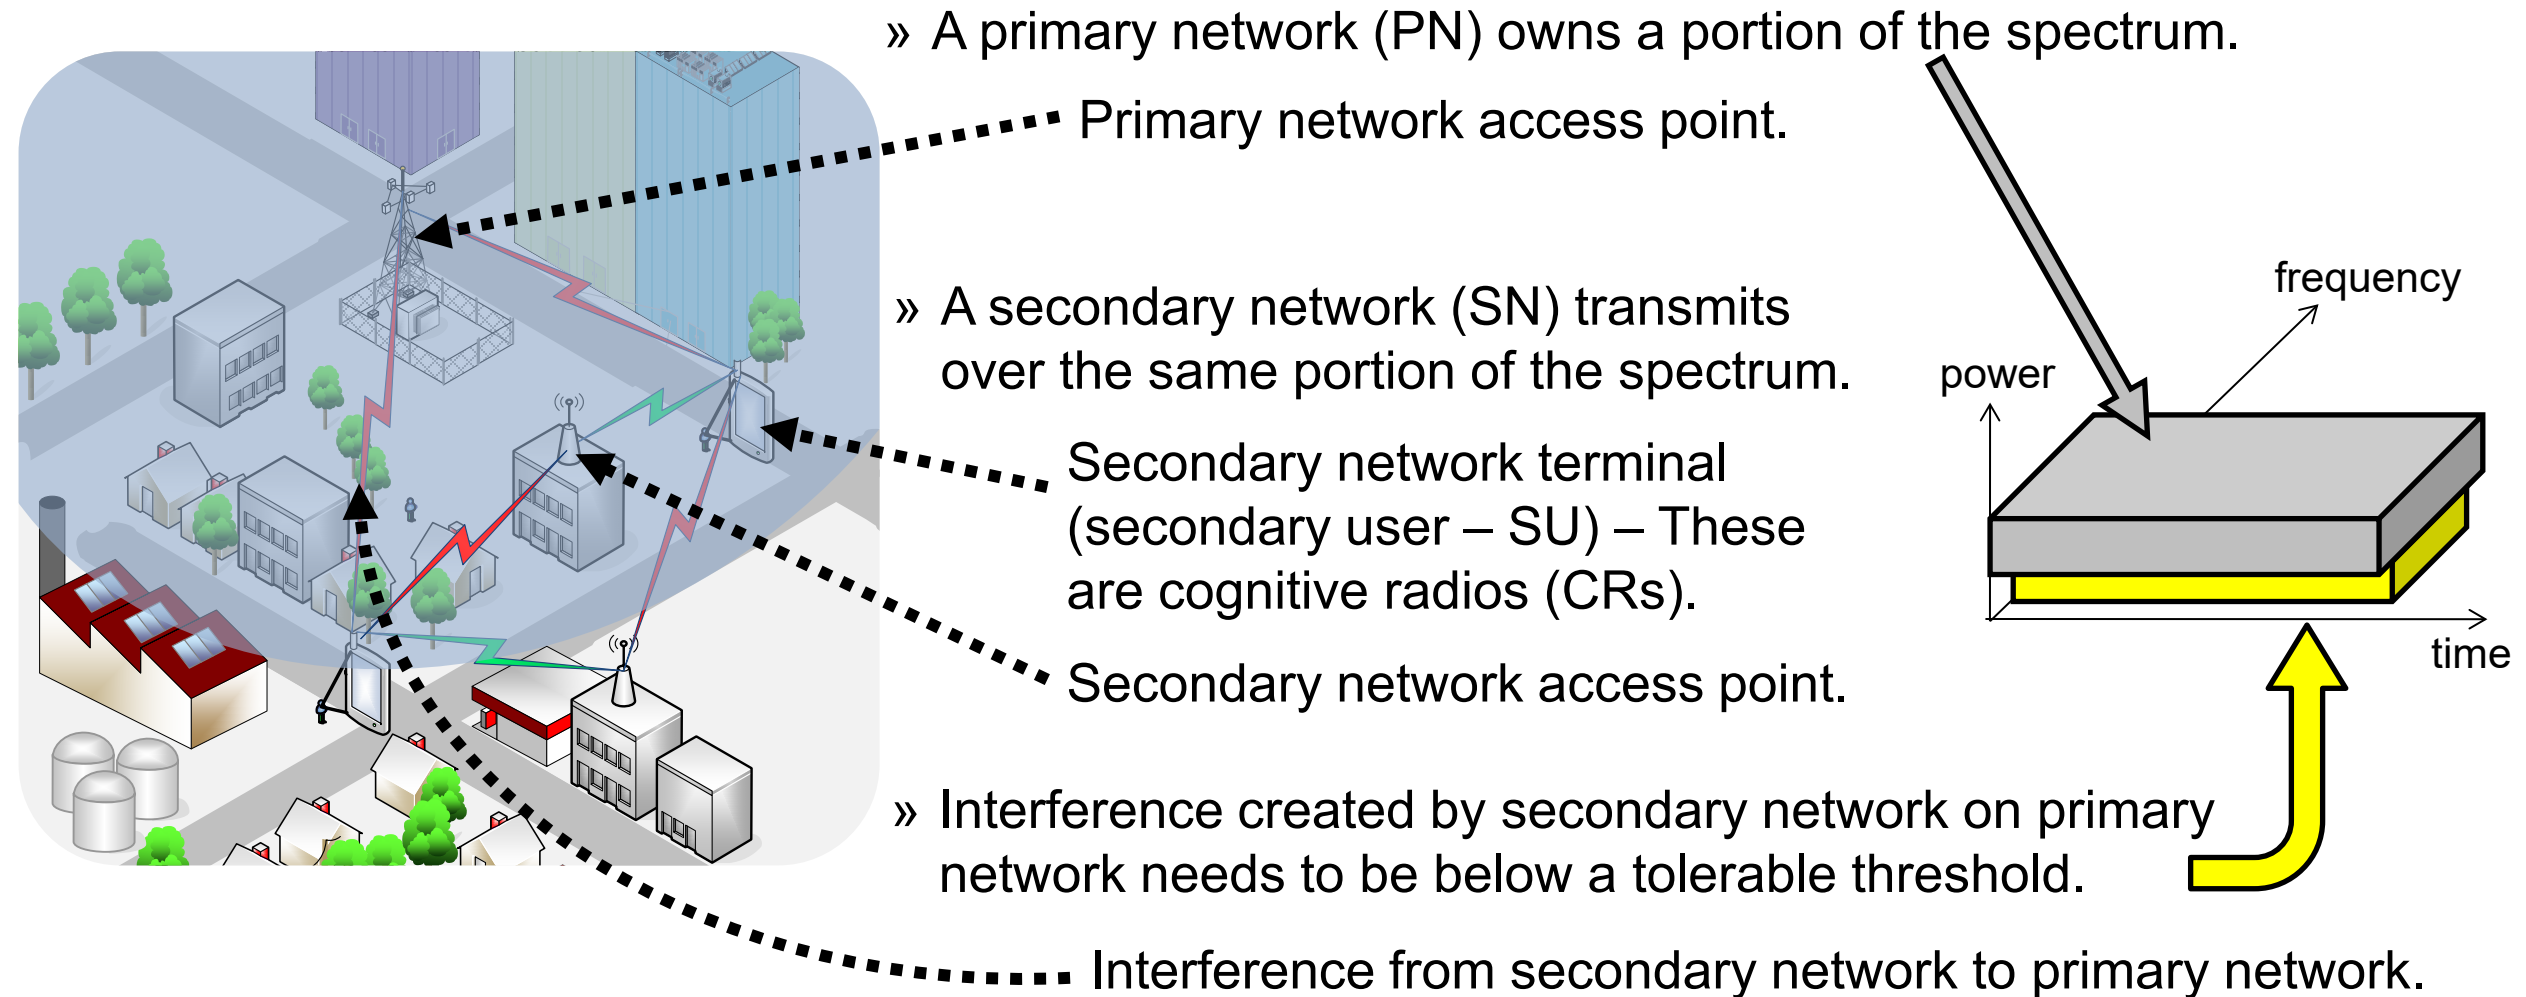 » A primary network (PN) owns a portion of the spectrum.
Primary network access point.
» A secondary network (SN) transmits
over the same portion of the spectrum.
Secondary network terminal
(secondary user – SU) – These
are cognitive radios (CRs).
Secondary network access point.
» Interference created by secondary network on primary
network needs to be below a tolerable threshold.
Interference from secondary network to primary network.
frequency
power
time